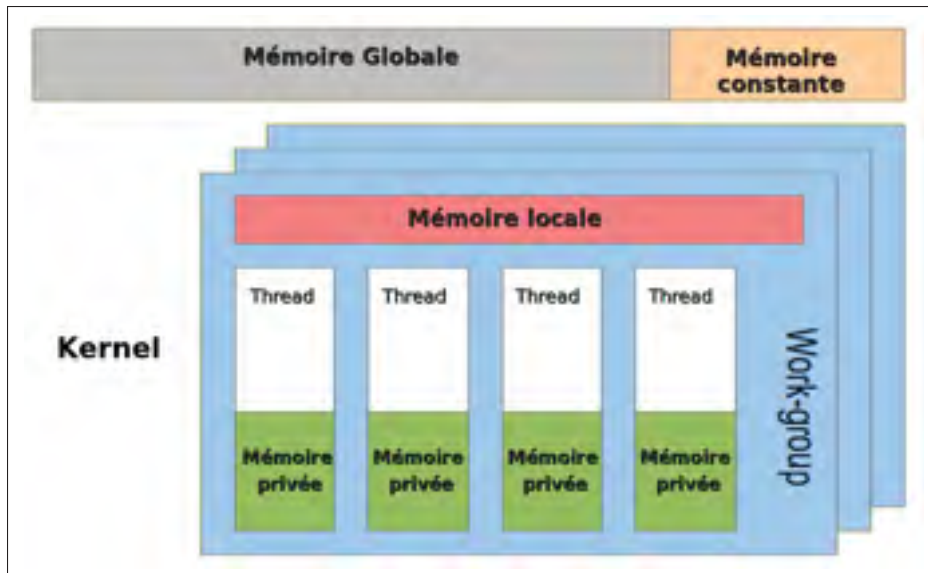 Mémoire Globale
Mémoire
constante
Mémoire locale
Thread
Thread
Thread
Thread
Kernel
Work-group
Mémoire
privée
Mémoire
privée
Mémoire
privée
Mémoire
privée